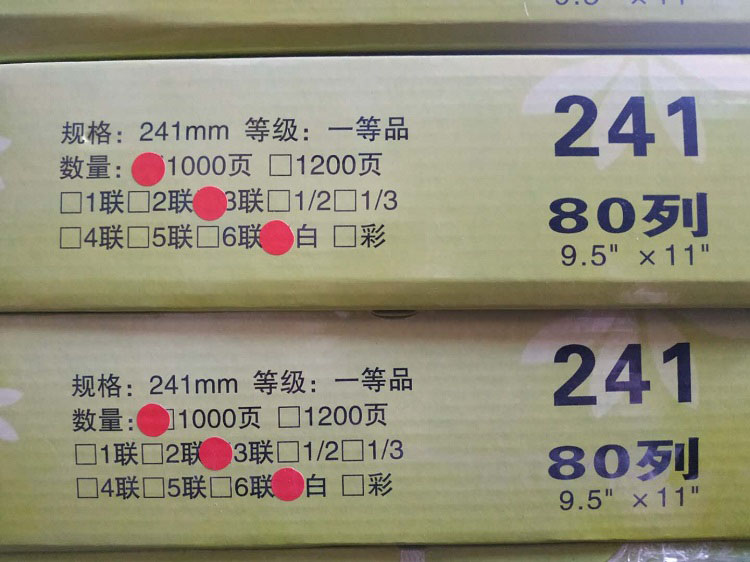 9.5" ×11"
规格：241mm 等级：一等品
数量：1000页 □1200页
□1联□2联3联□1/2□1/3
□4联□5联□6联白 □彩
241
80列
9.5" ×11"
规格：241mm 等级：一等品
数量：□1000页 □1200页
□1联□2联3联□1/2□1/3
□4联□5联□6联白 □彩
241
80列
9.5" ×11"